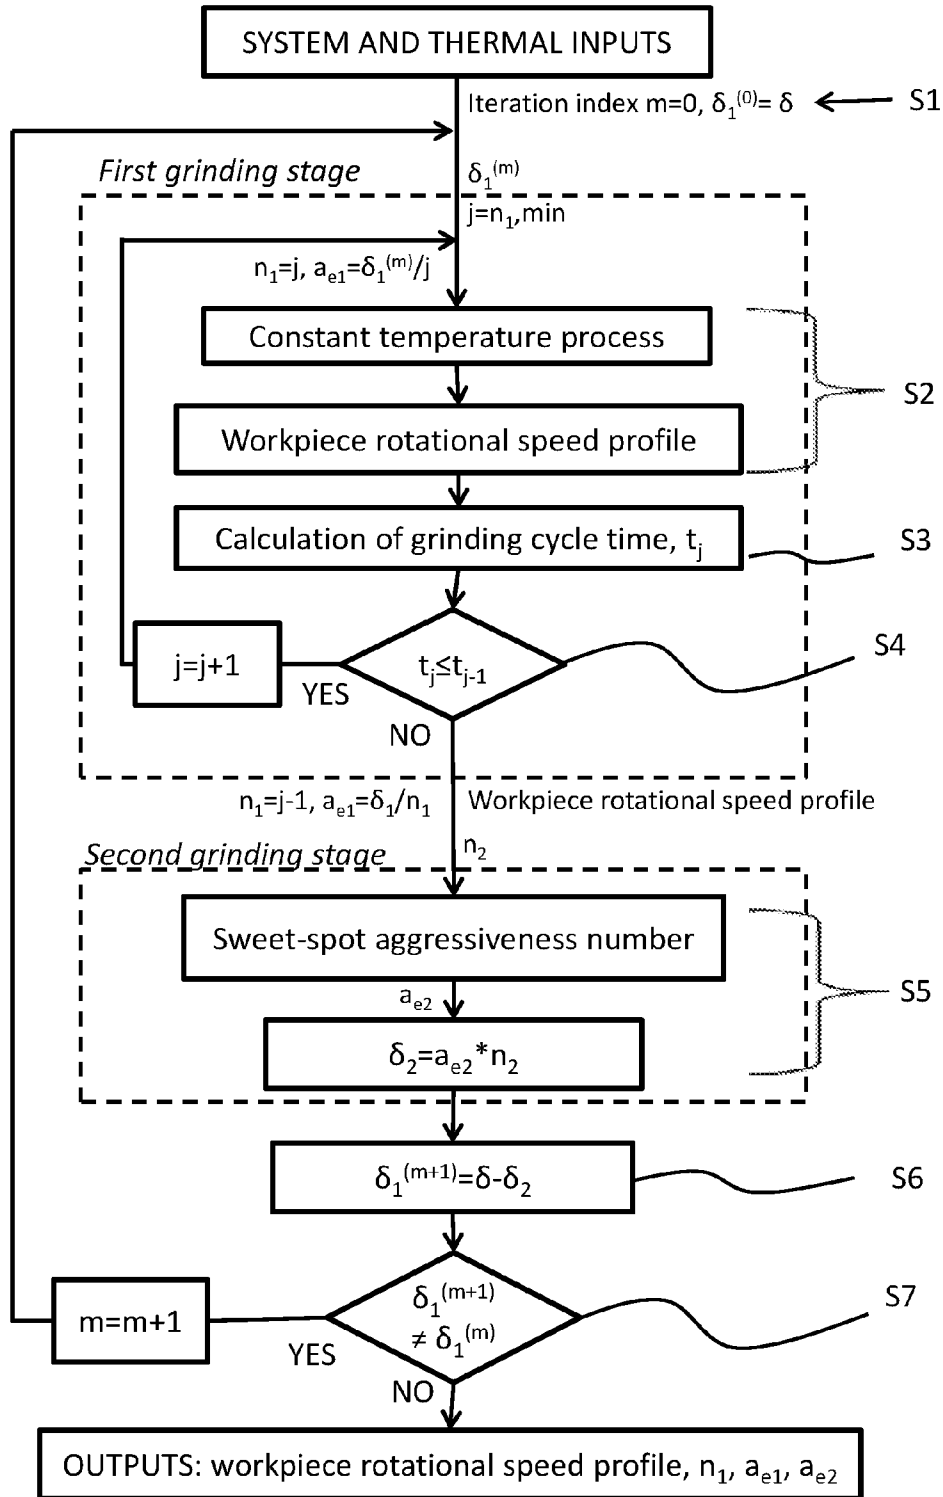 SYSTEM AND THERMAL INPUTS
Iteration index m=0, δ₁⁽⁰⁾= δ
S1
First grinding stage
δ₁⁽ᵐ⁾
j=n₁,min
n₁=j, aₑ₁=δ₁⁽ᵐ⁾/j
Constant temperature process
S2
Workpiece rotational speed profile
Calculation of grinding cycle time, tⱼ
S3
tⱼ≤tⱼ₋₁
S4
j=j+1
YES
NO
n₁=j-1, aₑ₁=δ₁/n₁
Workpiece rotational speed profile
n₂
Second grinding stage
Sweet-spot aggressiveness number
S5
aₑ₂
δ₂=aₑ₂*n₂
δ₁⁽ᵐ⁺¹⁾=δ-δ₂
S6
δ₁⁽ᵐ⁺¹⁾
≠ δ₁⁽ᵐ⁾
S7
m=m+1
YES
NO
OUTPUTS: workpiece rotational speed profile, n₁, aₑ₁, aₑ₂